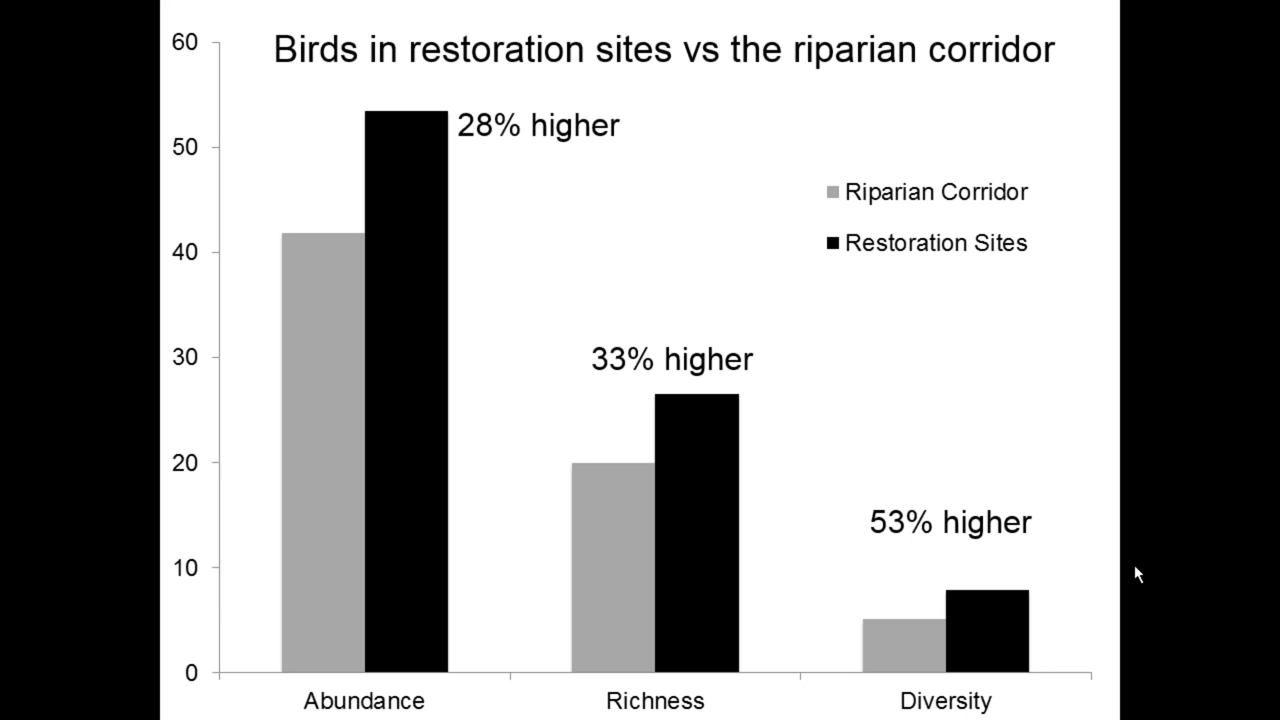 Birds in restoration sites vs the riparian corridor
60
50
40
30
20
10
0
28% higher
33% higher
53% higher
Riparian Corridor
Restoration Sites
Abundance
Richness
Diversity